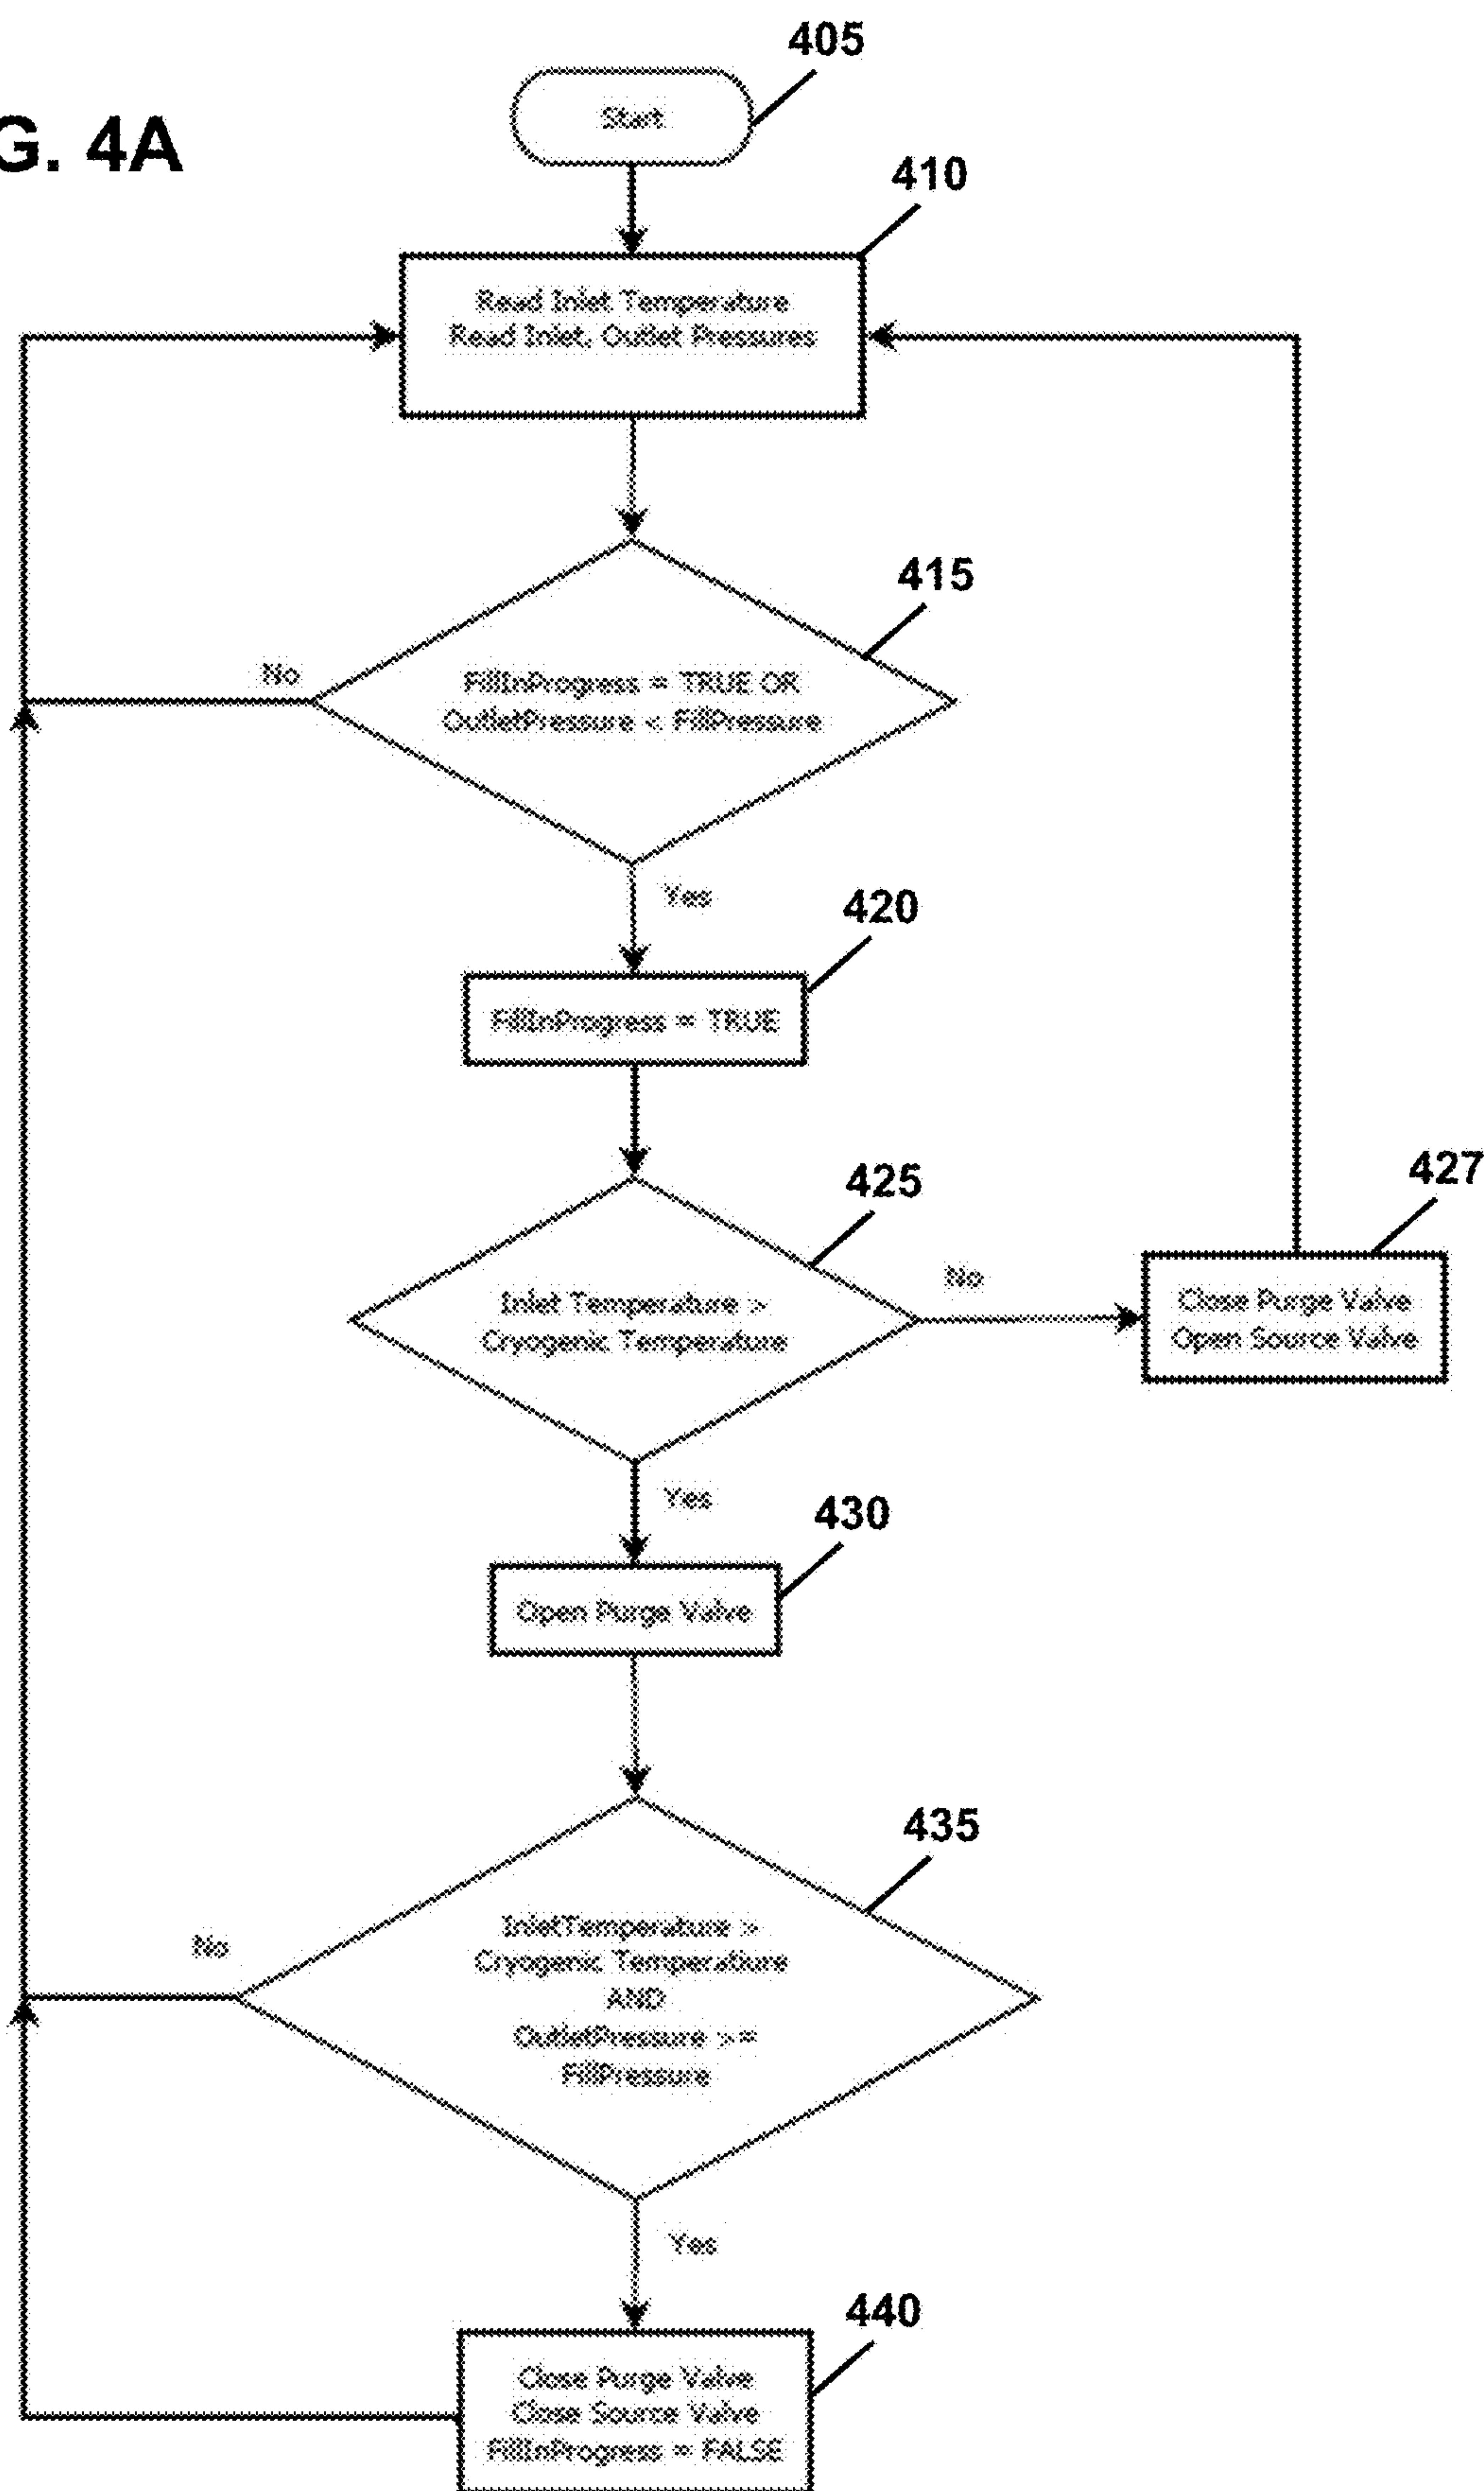 405
Start
G. 4A
410
Read Inlet Temperature
Read Inlet, Outlet Pressures
415
No
FillInProgress = TRUE OR
OutletPressure < FillPressure
Yes
420
FillInProgress = TRUE
425
427
No
Inlet Temperature >
Cryogenic Temperature
Close Purge Valve
Open Source Valve
Yes
430
Open Purge Valve
435
No
InletTemperature >
Cryogenic Temperature
AND
OutletPressure >=
FillPressure
Yes
440
Close Purge Valve
Close Source Valve
FillInProgress = FALSE